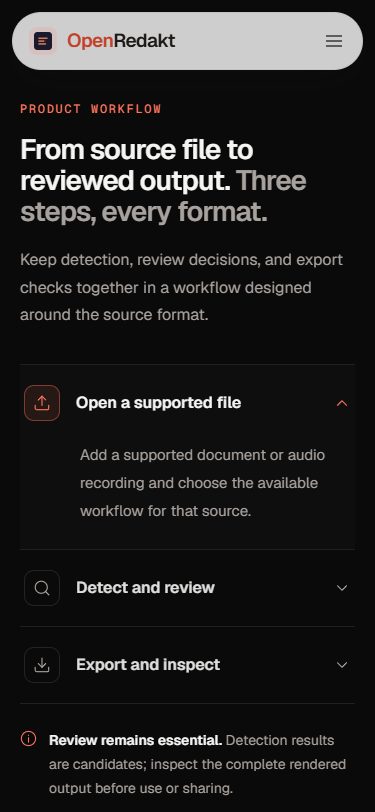 OpenRedakt
PRODUCT WORKFLOW
From source file to
reviewed output. Three
steps, every format.
Keep detection, review decisions, and export
checks together in a workflow designed
around the source format.
Open a supported file
Add a supported document or audio
recording and choose the available
workflow for that source.
Detect and review
Export and inspect
Review remains essential. Detection results
are candidates; inspect the complete rendered
output before use or sharing.